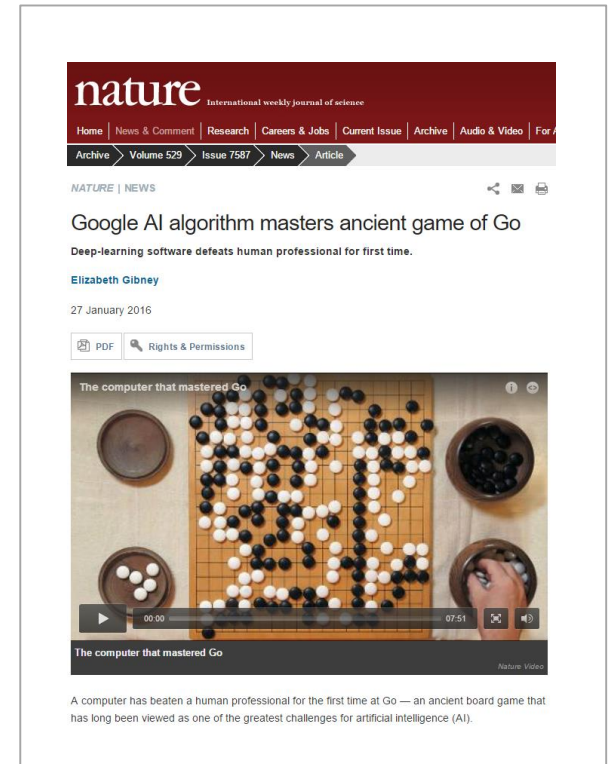 nature International weekly journal of science
Home News & Comment Research Careers & Jobs Current Issue Archive Audio & Video For
Archive Volume 529 Issue 7587 News Article
NATURE | NEWS
Google AI algorithm masters ancient game of Go
Deep-learning software defeats human professional for first time.
Elizabeth Gibney
27 January 2016
PDF Rights & Permissions
The computer that mastered Go
00:00 07:51
The computer that mastered Go
Nature Video
A computer has beaten a human professional for the first time at Go — an ancient board game that
has long been viewed as one of the greatest challenges for artificial intelligence (AI).